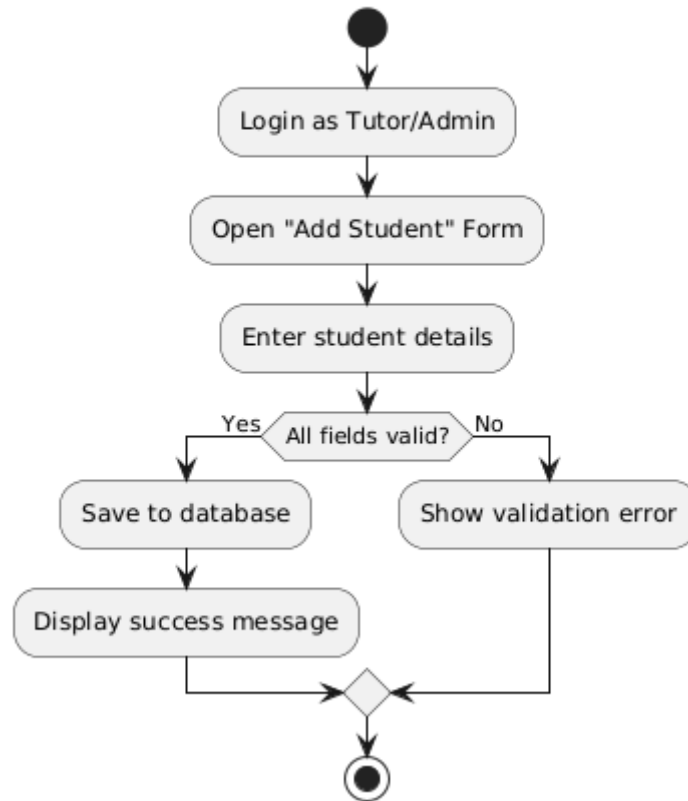 Login as Tutor/Admin
Open "Add Student" Form
Enter student details
All fields valid?
Yes
No
Save to database
Show validation error
Display success message